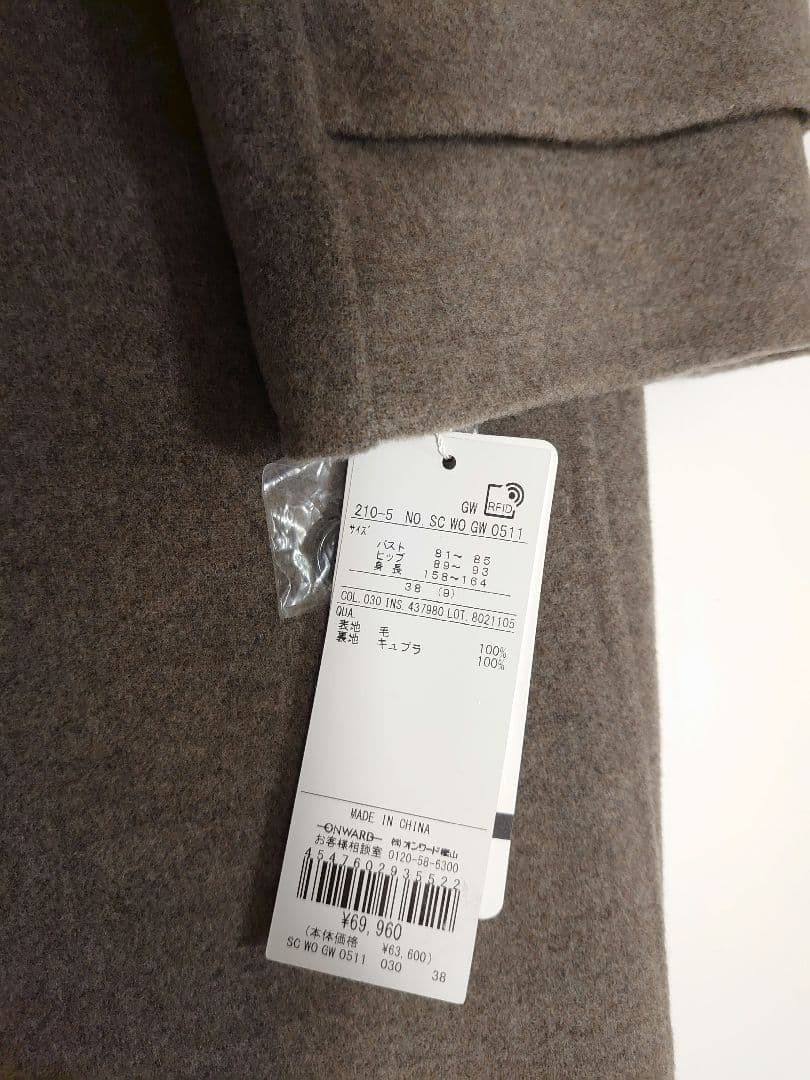 GW RFID
210-5 NO. SC WO GW 0511
サイズ
バスト 81～ 85
ヒップ 89～ 93
身長 158～164
38 (9)
COL. 030 INS. 437980 LOT. 8021105
QUA.
表地 毛 100%
裏地 キュプラ 100%
MADE IN CHINA
ONWARD ㈱オンワード樫山
お客様相談室 0120-58-6300
4547602935522
¥69,960
(本体価格 ¥63,600)
SC WO GW 0511 030 38